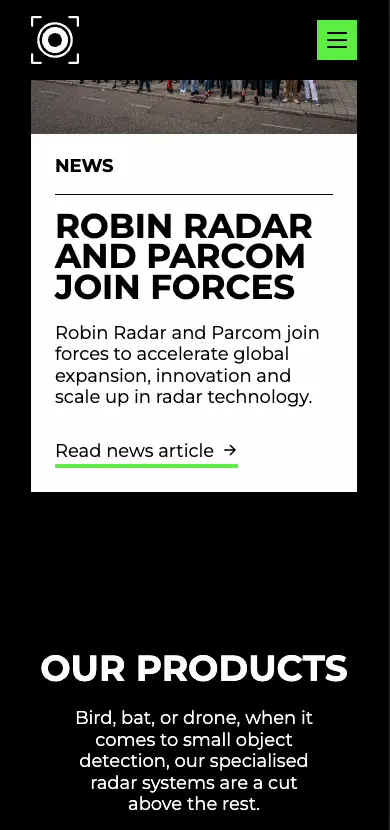 NEWS
ROBIN RADAR
AND PARCOM
JOIN FORCES
Robin Radar and Parcom join
forces to accelerate global
expansion, innovation and
scale up in radar technology.
Read news article →
OUR PRODUCTS
Bird, bat, or drone, when it
comes to small object
detection, our specialised
radar systems are a cut
above the rest.